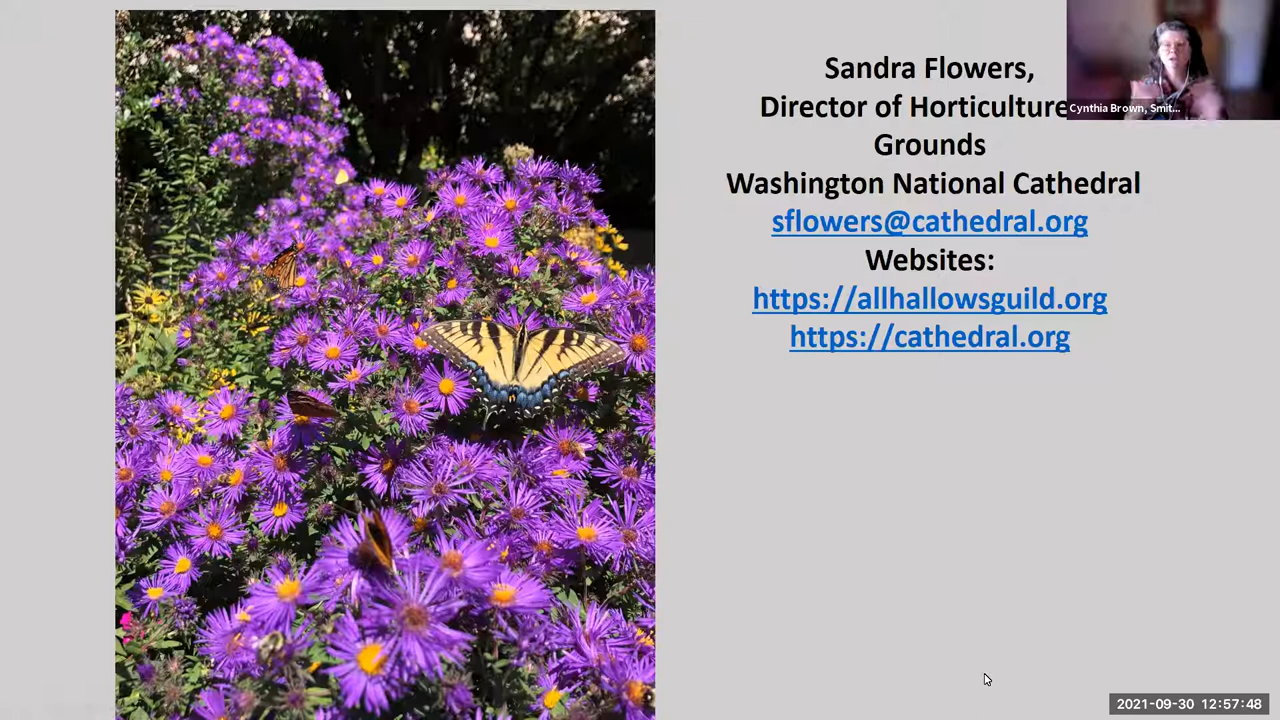 Sandra Flowers,
Director of Horticulture
Grounds
Washington National Cathedral
sflowers@cathedral.org
Websites:
https://allhallowsguild.org
https://cathedral.org
Cynthia Brown, Smit...
2021-09-30 12:57:48